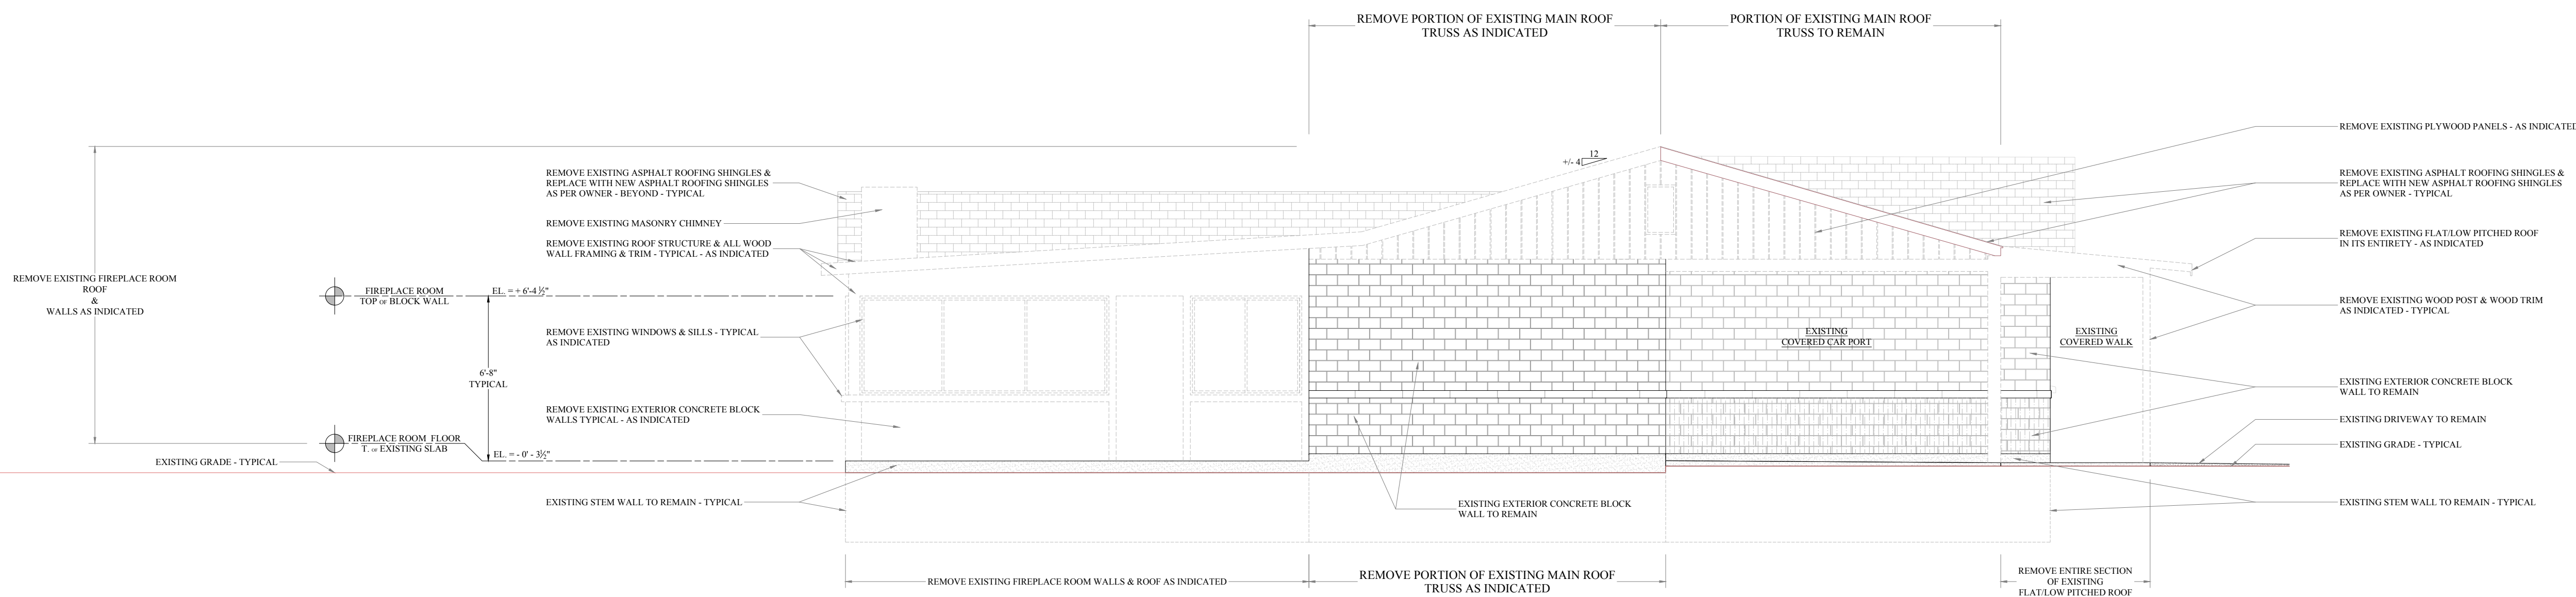 REMOVE PORTION OF EXISTING MAIN ROOF
TRUSS AS INDICATED
PORTION OF EXISTING MAIN ROOF
TRUSS TO REMAIN
12
+/- 4
REMOVE EXISTING FIREPLACE ROOM
ROOF
&
WALLS AS INDICATED
FIREPLACE ROOM
TOP OF BLOCK WALL
EL. = + 6'-4 ½"
6'-8"
TYPICAL
FIREPLACE ROOM FLOOR
T. OF EXISTING SLAB
EL. = - 0' - 3½"
EXISTING GRADE - TYPICAL
REMOVE EXISTING ASPHALT ROOFING SHINGLES &
REPLACE WITH NEW ASPHALT ROOFING SHINGLES
AS PER OWNER - BEYOND - TYPICAL
REMOVE EXISTING MASONRY CHIMNEY
REMOVE EXISTING ROOF STRUCTURE & ALL WOOD
WALL FRAMING & TRIM - TYPICAL - AS INDICATED
REMOVE EXISTING WINDOWS & SILLS - TYPICAL
AS INDICATED
REMOVE EXISTING EXTERIOR CONCRETE BLOCK
WALLS TYPICAL - AS INDICATED
EXISTING STEM WALL TO REMAIN - TYPICAL
EXISTING EXTERIOR CONCRETE BLOCK
WALL TO REMAIN
EXISTING
COVERED CAR PORT
EXISTING
COVERED WALK
REMOVE EXISTING PLYWOOD PANELS - AS INDICATED
REMOVE EXISTING ASPHALT ROOFING SHINGLES &
REPLACE WITH NEW ASPHALT ROOFING SHINGLES
AS PER OWNER - TYPICAL
REMOVE EXISTING FLAT/LOW PITCHED ROOF
IN ITS ENTIRETY - AS INDICATED
REMOVE EXISTING WOOD POST & WOOD TRIM
AS INDICATED - TYPICAL
EXISTING EXTERIOR CONCRETE BLOCK
WALL TO REMAIN
EXISTING DRIVEWAY TO REMAIN
EXISTING GRADE - TYPICAL
EXISTING STEM WALL TO REMAIN - TYPICAL
REMOVE EXISTING FIREPLACE ROOM WALLS & ROOF AS INDICATED
REMOVE PORTION OF EXISTING MAIN ROOF
TRUSS AS INDICATED
REMOVE ENTIRE SECTION
OF EXISTING
FLAT/LOW PITCHED ROOF